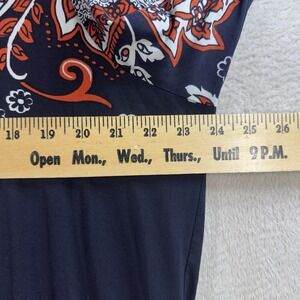 18 19 20 21 22 23 24 25 26
Open Mon., Wed., Thurs., Until 9 P.M.